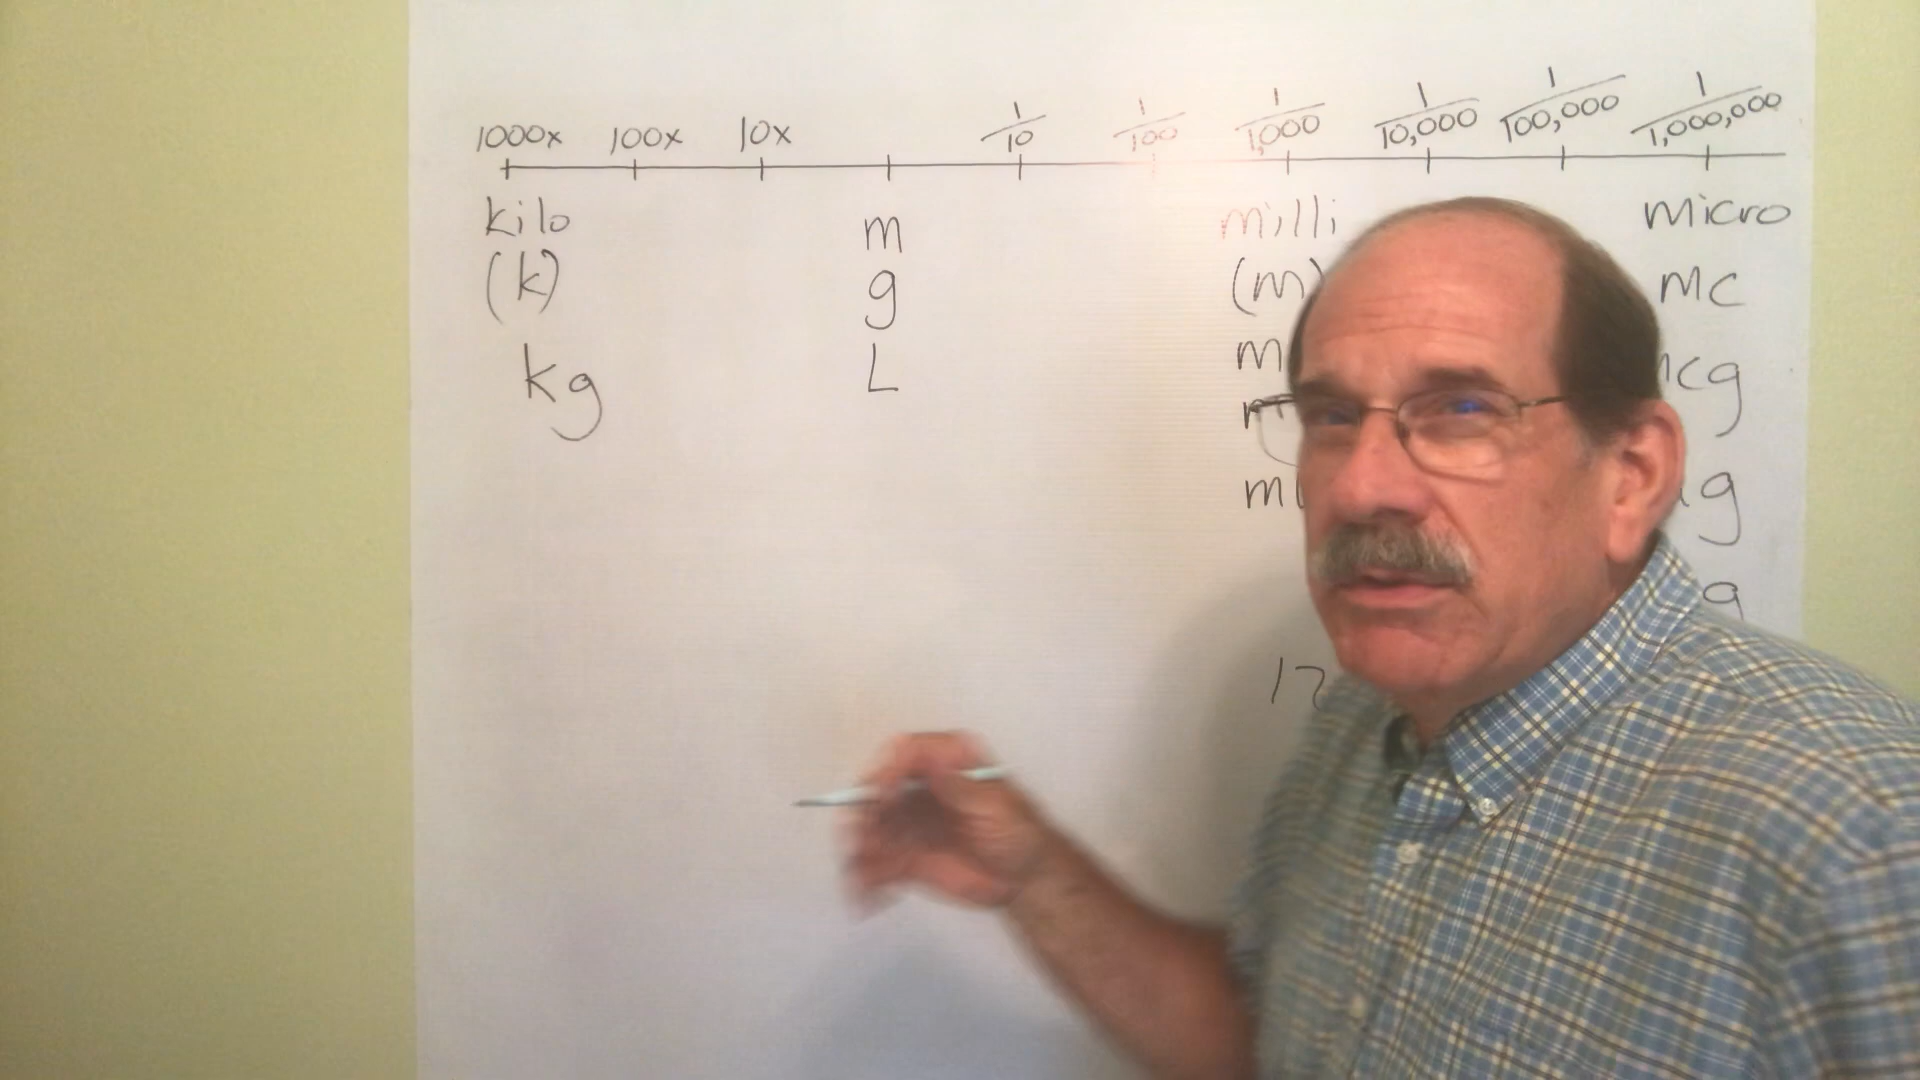 1000x 100x 10x 1/10 1/100 1/1,000 1/10,000 1/100,000 1/1,000,000
kilo m milli micro
(k) g (m) mc
kg L